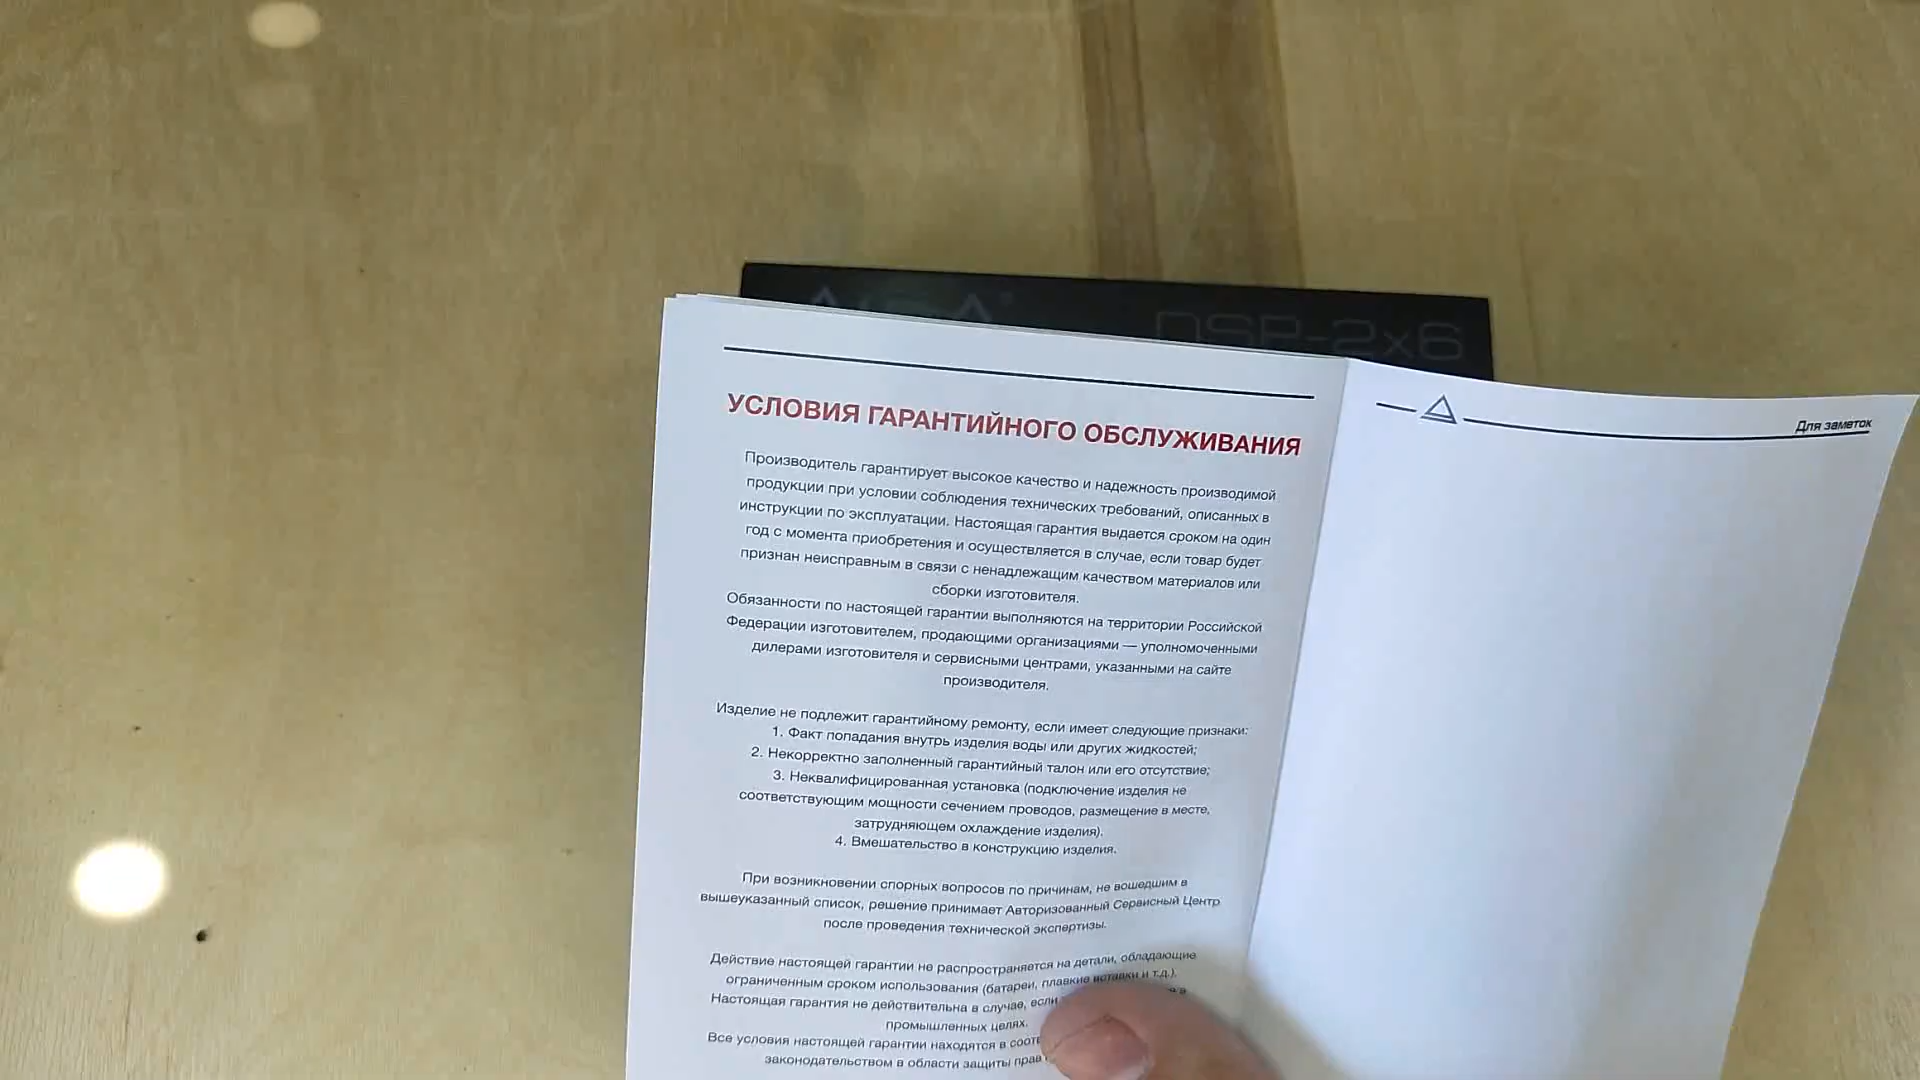 DSP-2x6
УСЛОВИЯ ГАРАНТИЙНОГО ОБСЛУЖИВАНИЯ
Производитель гарантирует высокое качество и надежность производимой
продукции при условии соблюдения технических требований, описанных в
инструкции по эксплуатации. Настоящая гарантия выдается сроком на один
год с момента приобретения и осуществляется в случае, если товар будет
признан неисправным в связи с ненадлежащим качеством материалов или
сборки изготовителя.
Обязанности по настоящей гарантии выполняются на территории Российской
Федерации изготовителем, продающими организациями — уполномоченными
дилерами изготовителя и сервисными центрами, указанными на сайте
производителя.
Изделие не подлежит гарантийному ремонту, если имеет следующие признаки:
1. Факт попадания внутрь изделия воды или других жидкостей;
2. Некорректно заполненный гарантийный талон или его отсутствие;
3. Неквалифицированная установка (подключение изделия не
соответствующим мощности сечением проводов, размещение в месте,
затрудняющем охлаждение изделия).
4. Вмешательство в конструкцию изделия.
При возникновении спорных вопросов по причинам, не вошедшим в
вышеуказанный список, решение принимает Авторизованный Сервисный Центр
после проведения технической экспертизы.
Действие настоящей гарантии не распространяется на детали, обладающие
ограниченным сроком использования (батареи, плавкие вставки и т.д.).
Настоящая гарантия не действительна в случае, если
промышленных целях.
Все условия настоящей гарантии находятся в
законодательством в области защиты прав
Для заметок